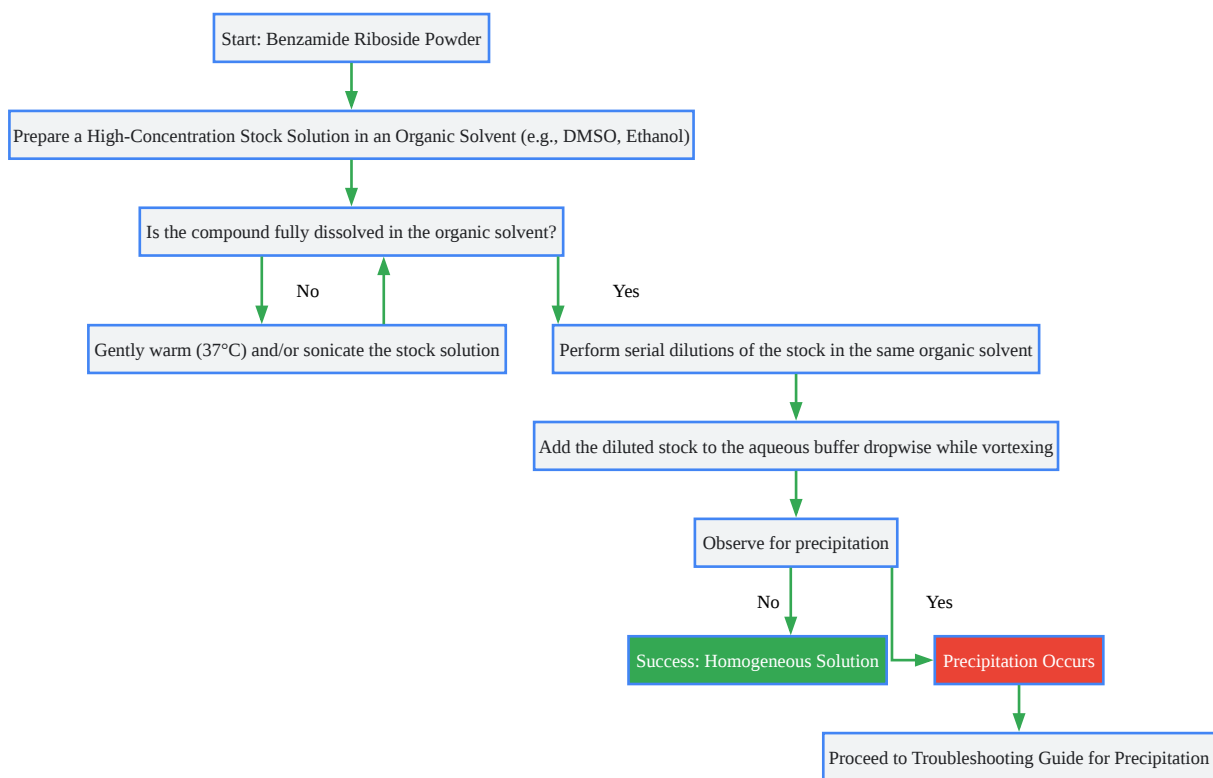 Start: Benzamide Riboside Powder
Prepare a High-Concentration Stock Solution in an Organic Solvent (e.g., DMSO, Ethanol)
Is the compound fully dissolved in the organic solvent?
No
Yes
Gently warm (37°C) and/or sonicate the stock solution
Perform serial dilutions of the stock in the same organic solvent
Add the diluted stock to the aqueous buffer dropwise while vortexing
Observe for precipitation
No
Yes
Success: Homogeneous Solution
Precipitation Occurs
Proceed to Troubleshooting Guide for Precipitation